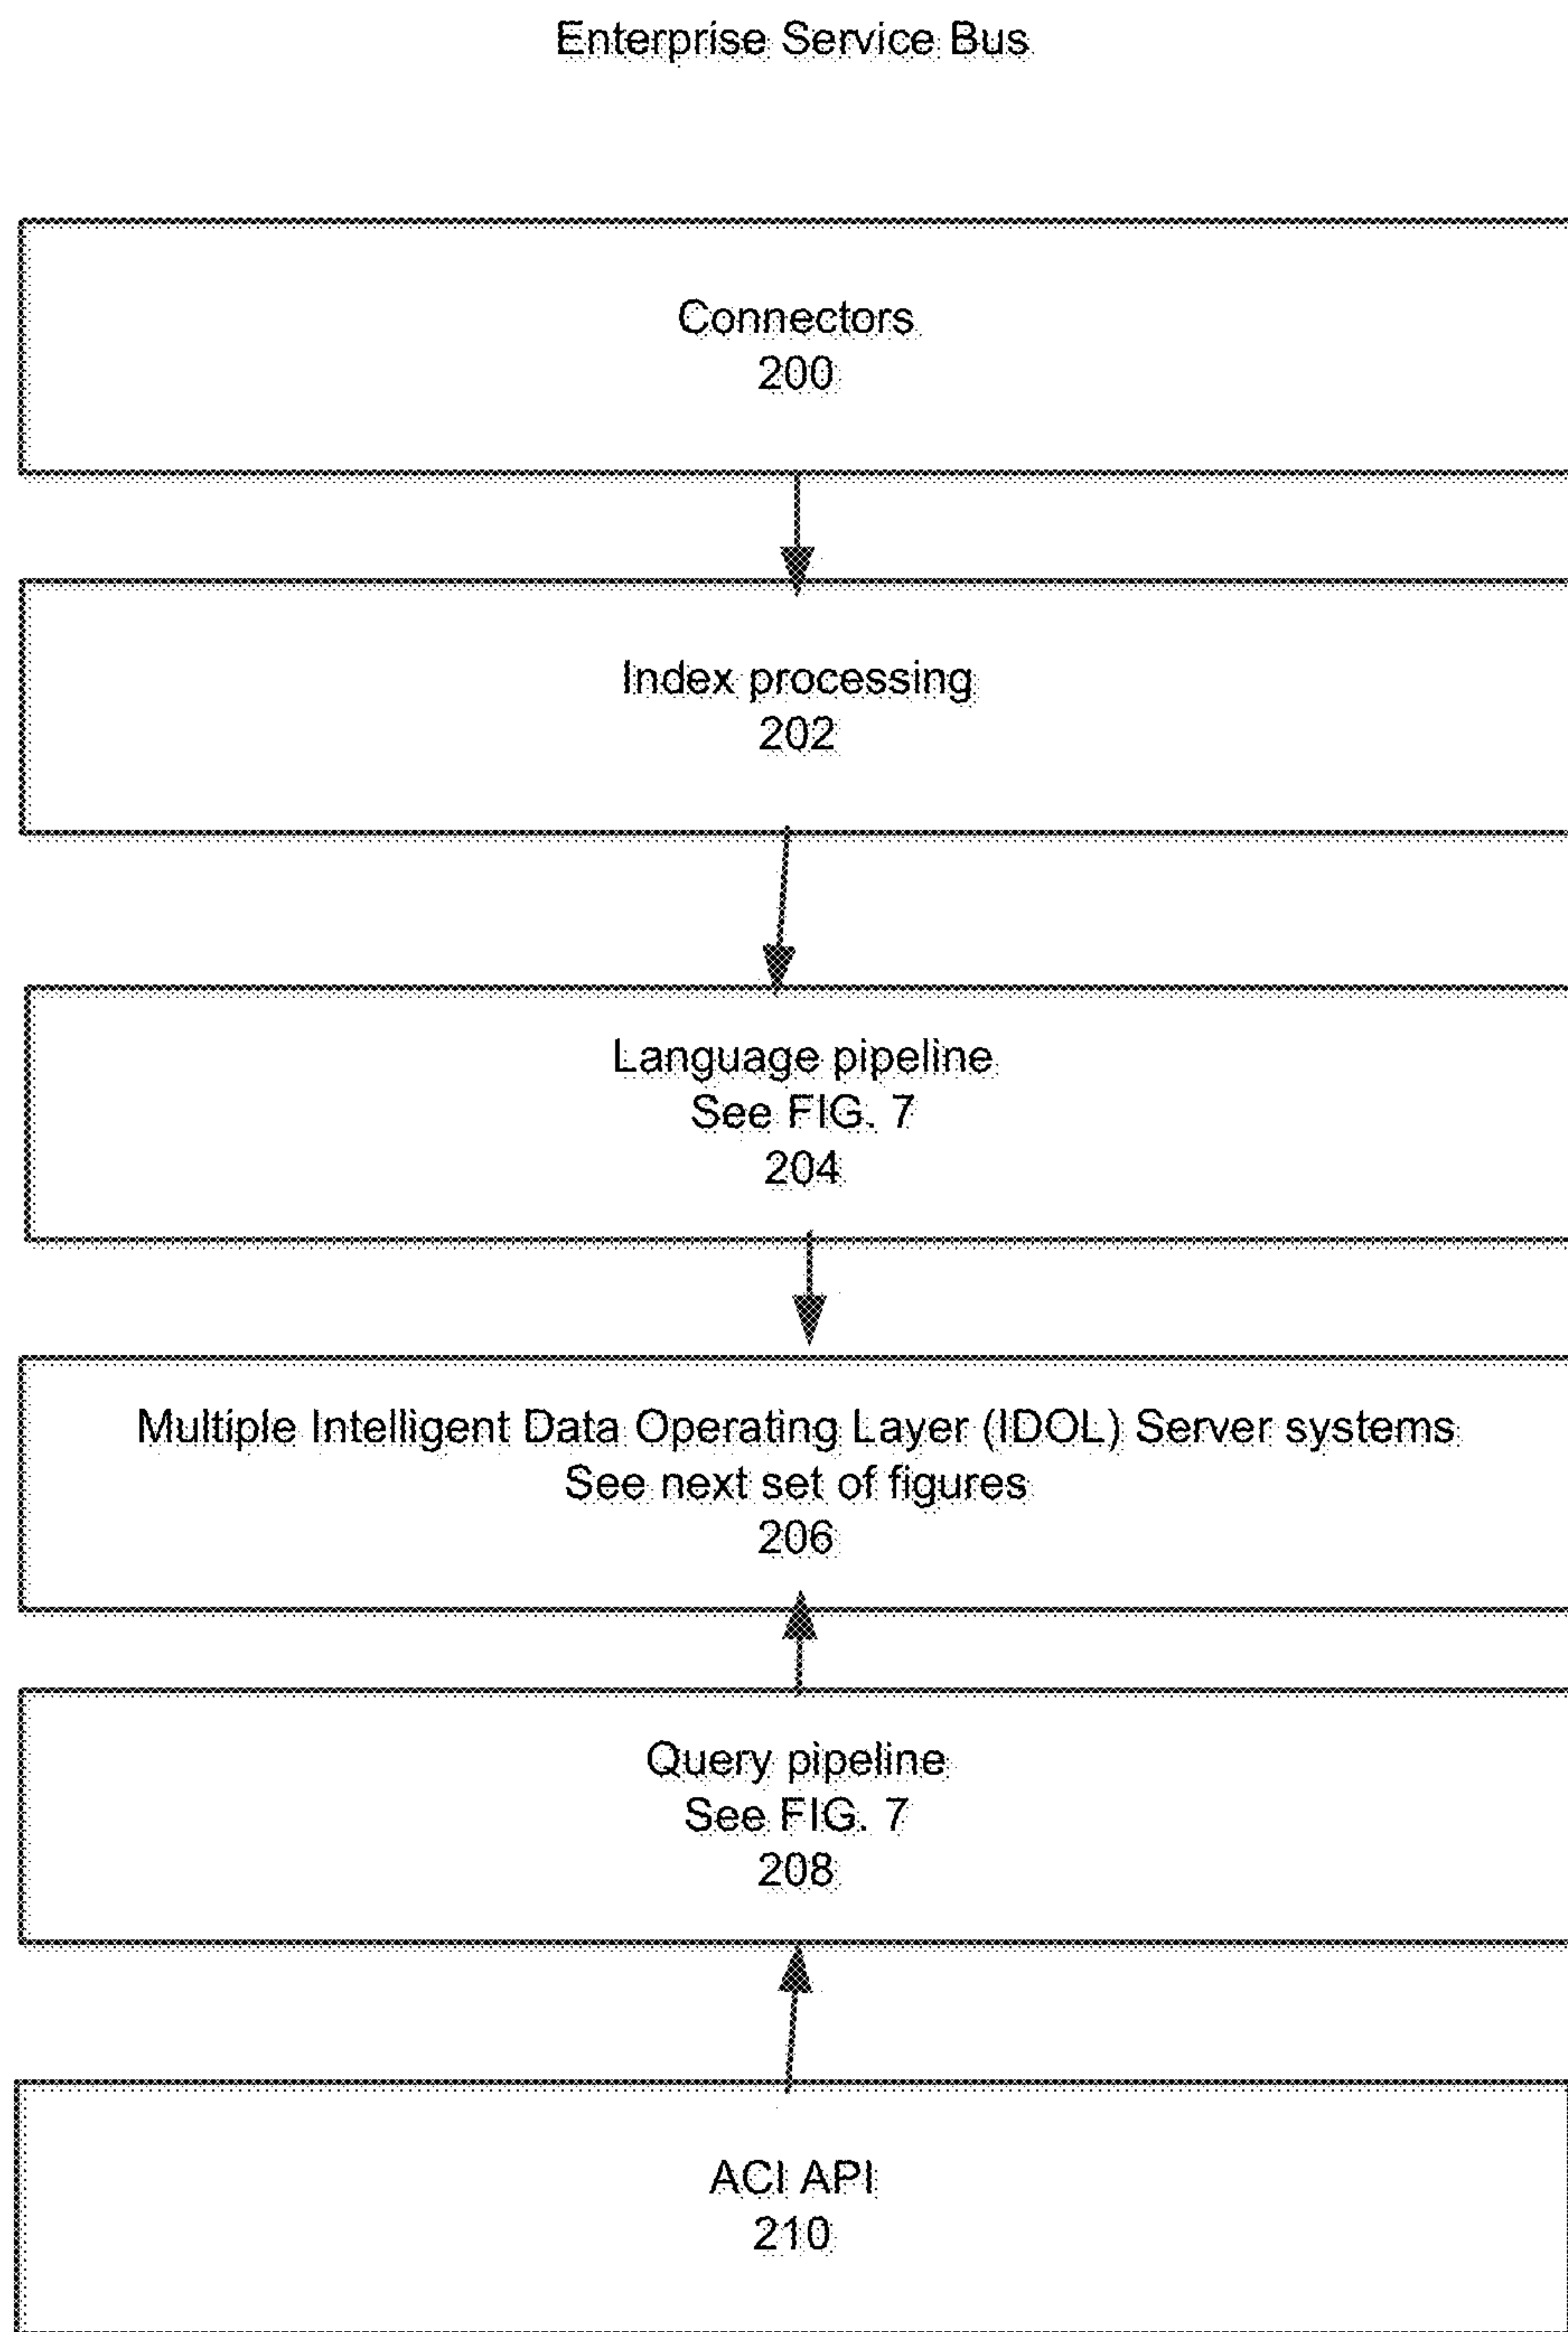 Enterprise Service Bus
Connectors
200
Index processing
202
Language pipeline
See FIG. 7
204
Multiple Intelligent Data Operating Layer (IDOL) Server systems
See next set of figures
206
Query pipeline
See FIG. 7
208
ACI API
210